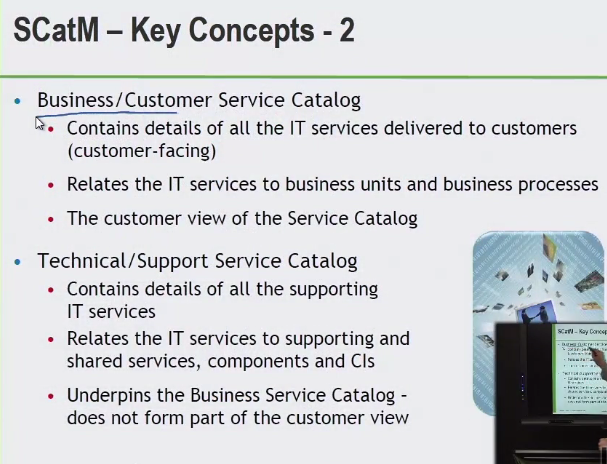 SCatM – Key Concepts - 2
Business/Customer Service Catalog
Contains details of all the IT services delivered to customers
(customer-facing)
Relates the IT services to business units and business processes
The customer view of the Service Catalog
Technical/Support Service Catalog
Contains details of all the supporting
IT services
Relates the IT services to supporting and
shared services, components and CIs
Underpins the Business Service Catalog –
does not form part of the customer view
SCatM – Key Concepts